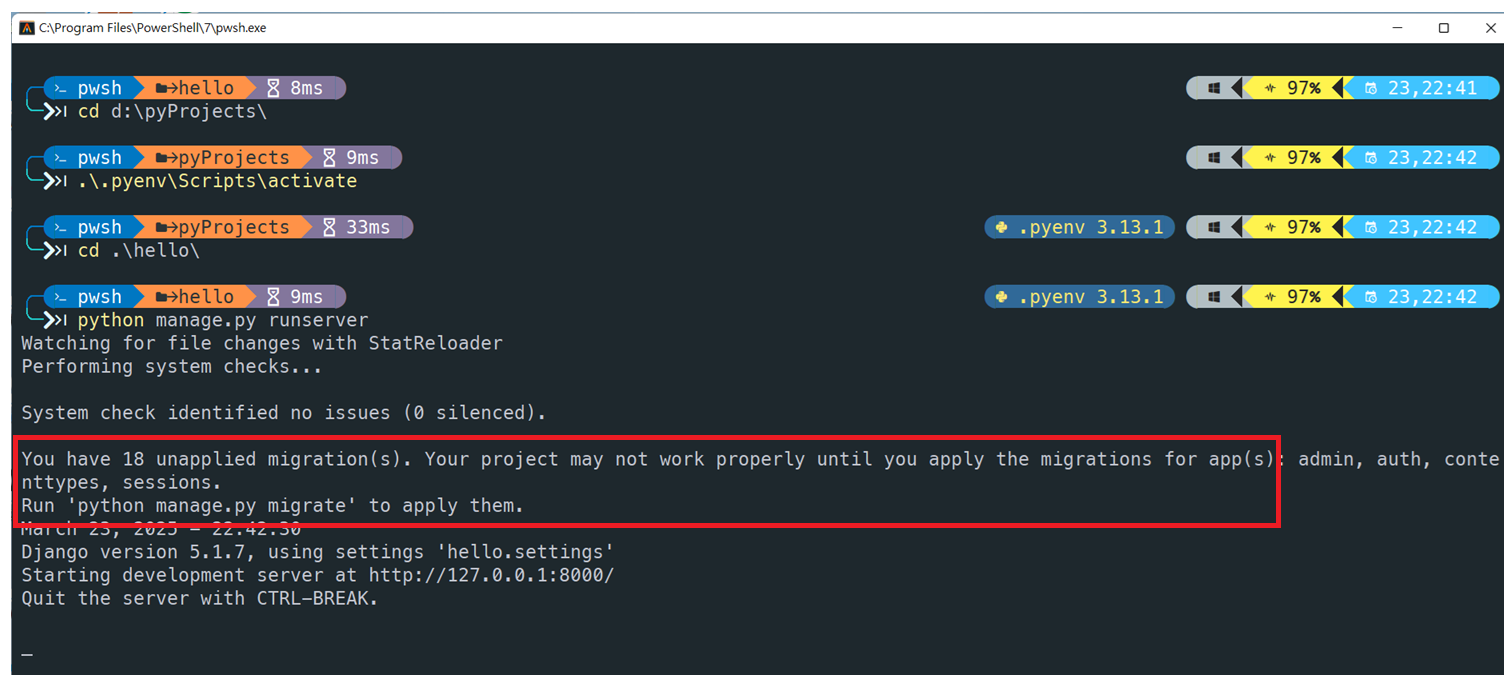 C:\Program Files\PowerShell\7\pwsh.exe
pwsh hello 8ms 97% 23,22:41
cd d:\pyProjects\
pwsh pyProjects 9ms 97% 23,22:42
.\.pyenv\Scripts\activate
pwsh pyProjects 33ms .pyenv 3.13.1 97% 23,22:42
cd .\hello\
pwsh hello 9ms .pyenv 3.13.1 97% 23,22:42
python manage.py runserver
Watching for file changes with StatReloader
Performing system checks...
System check identified no issues (0 silenced).
You have 18 unapplied migration(s). Your project may not work properly until you apply the migrations for app(s): admin, auth, conte
nttypes, sessions.
Run 'python manage.py migrate' to apply them.
March 23, 2025 - 22:42:30
Django version 5.1.7, using settings 'hello.settings'
Starting development server at http://127.0.0.1:8000/
Quit the server with CTRL-BREAK.